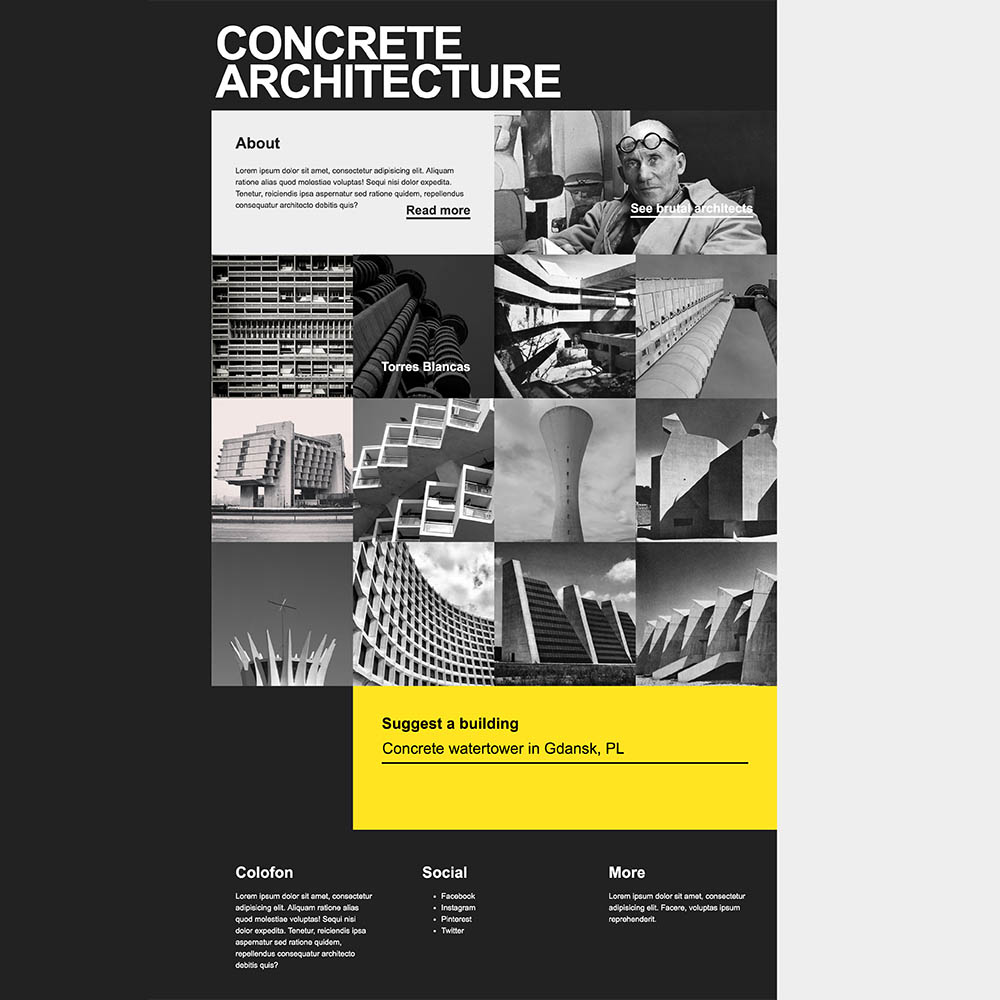 CONCRETE
ARCHITECTURE
About
Lorem ipsum dolor sit amet, consectetur adipisicing elit. Aliquam
ratione alias quod molestiae voluptas! Sequi nisi dolor expedita.
Tenetur, reiciendis ipsa aspernatur sed ratione quidem, repellendus
consequatur architecto debitis quis?
Read more
See brutal architects
Torres Blancas
Suggest a building
Concrete watertower in Gdansk, PL
Colofon
Lorem ipsum dolor sit amet, consectetur
adipisicing elit. Aliquam ratione alias
quod molestiae voluptas! Sequi nisi
dolor expedita. Tenetur, reiciendis ipsa
aspernatur sed ratione quidem,
repellendus consequatur architecto
debitis quis?
Social
• Facebook
• Instagram
• Pinterest
• Twitter
More
Lorem ipsum dolor sit amet, consectetur
adipisicing elit. Facere, voluptas ipsum
reprehenderit.